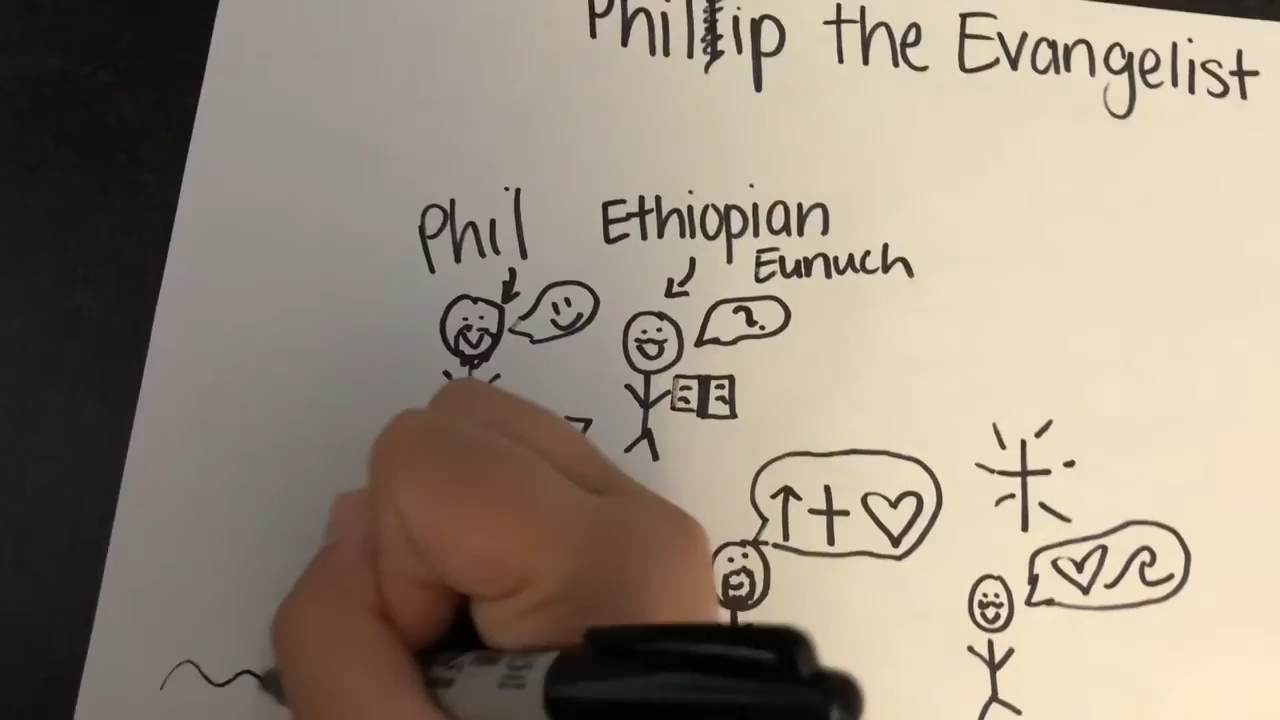 Philip the Evangelist
Phil
Ethiopian
Eunuch
?